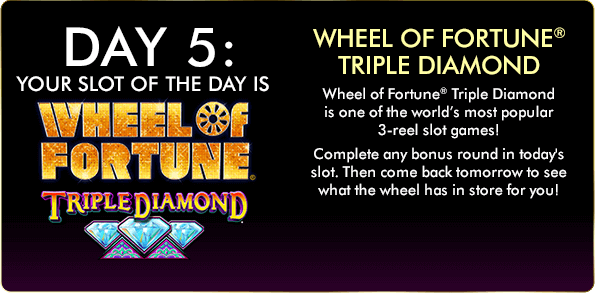 DAY 5:
YOUR SLOT OF THE DAY IS
WHEEL OF
FORTUNE®
TRIPLE DIAMOND
WHEEL OF FORTUNE®
TRIPLE DIAMOND
Wheel of Fortune® Triple Diamond
is one of the world's most popular
3-reel slot games!
Complete any bonus round in today's
slot. Then come back tomorrow to see
what the wheel has in store for you!